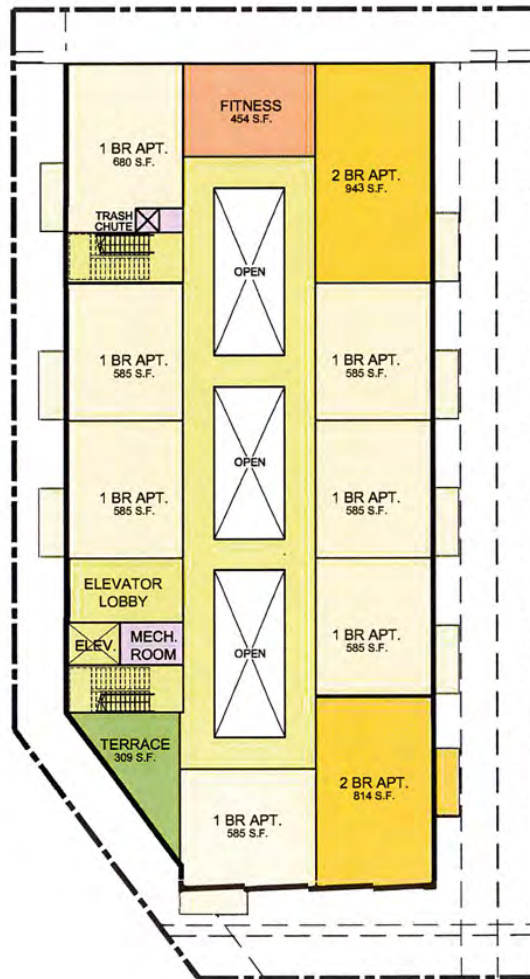 FITNESS
454 S.F.
1 BR APT.
680 S.F.
2 BR APT.
943 S.F.
TRASH
CHUTE
OPEN
1 BR APT.
585 S.F.
1 BR APT.
585 S.F.
1 BR APT.
585 S.F.
OPEN
1 BR APT.
585 S.F.
ELEVATOR
LOBBY
1 BR APT.
585 S.F.
ELEV.
MECH.
ROOM
OPEN
TERRACE
309 S.F.
2 BR APT.
814 S.F.
1 BR APT.
585 S.F.